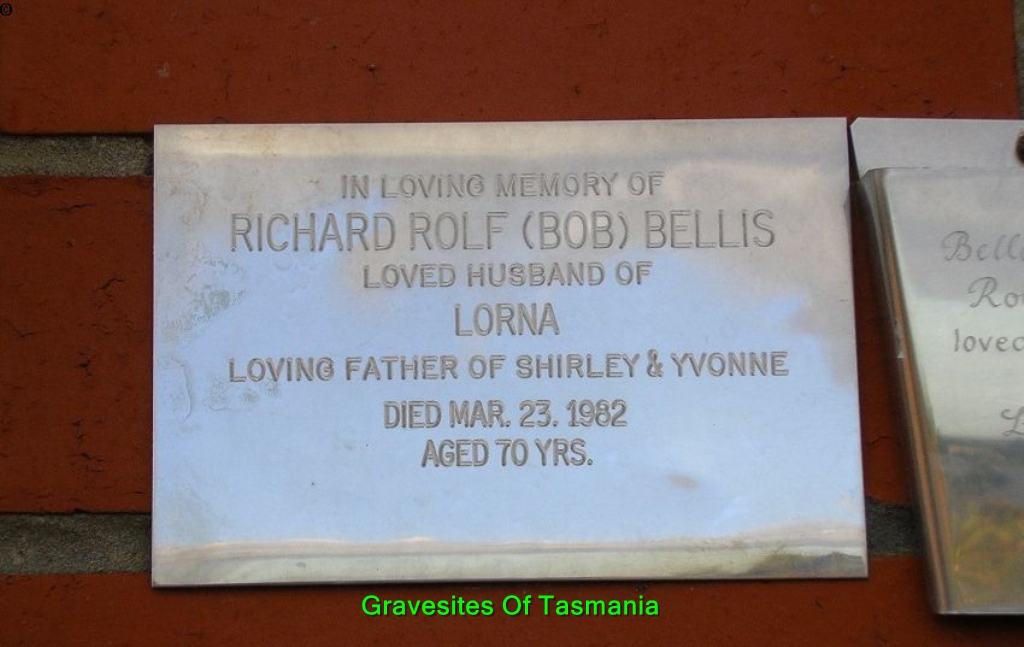 IN LOVING MEMORY OF
RICHARD ROLF (BOB) BELLIS
LOVED HUSBAND OF
LORNA
LOVING FATHER OF SHIRLEY & YVONNE
DIED MAR. 23. 1982
AGED 70 YRS.
Gravesites Of Tasmania